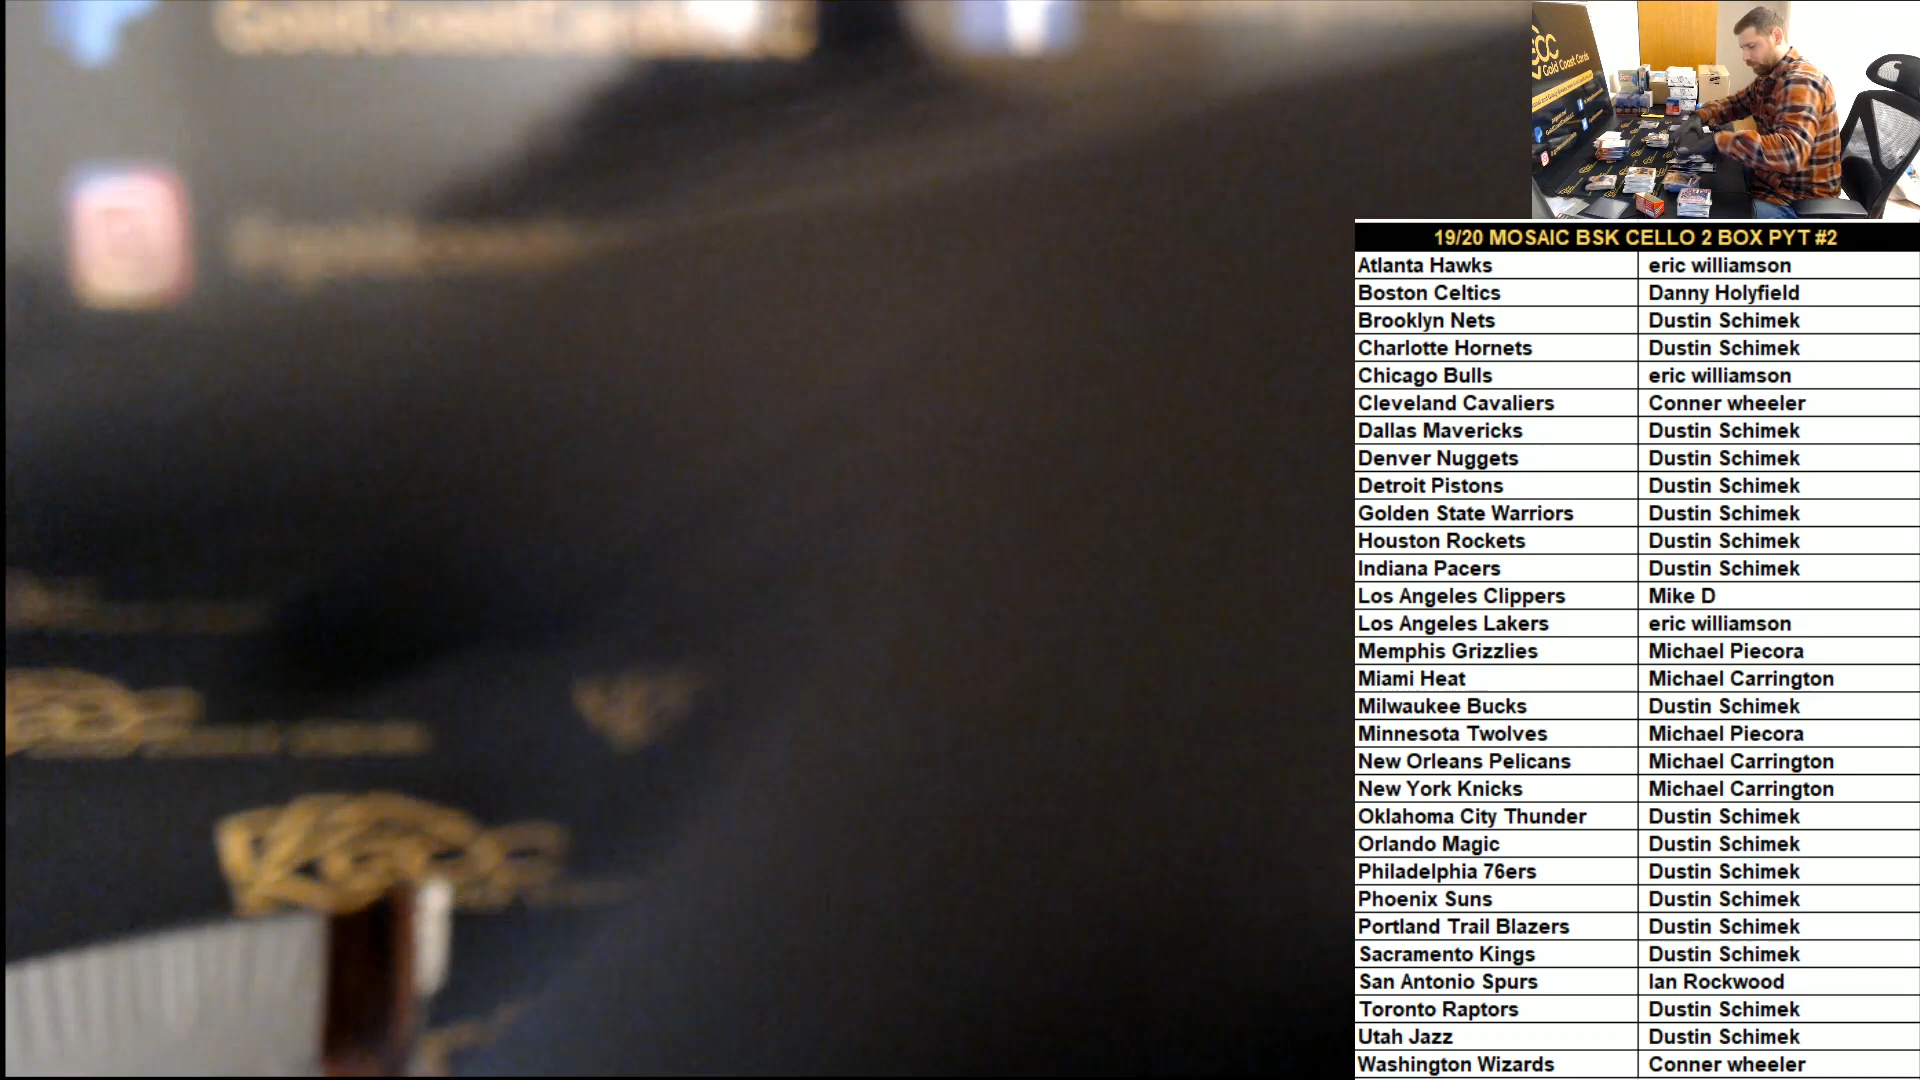 Gold Coast Cards
19/20 MOSAIC BSK CELLO 2 BOX PYT #2
Atlanta Hawks eric williamson
Boston Celtics Danny Holyfield
Brooklyn Nets Dustin Schimek
Charlotte Hornets Dustin Schimek
Chicago Bulls eric williamson
Cleveland Cavaliers Conner wheeler
Dallas Mavericks Dustin Schimek
Denver Nuggets Dustin Schimek
Detroit Pistons Dustin Schimek
Golden State Warriors Dustin Schimek
Houston Rockets Dustin Schimek
Indiana Pacers Dustin Schimek
Los Angeles Clippers Mike D
Los Angeles Lakers eric williamson
Memphis Grizzlies Michael Piecora
Miami Heat Michael Carrington
Milwaukee Bucks Dustin Schimek
Minnesota Twolves Michael Piecora
New Orleans Pelicans Michael Carrington
New York Knicks Michael Carrington
Oklahoma City Thunder Dustin Schimek
Orlando Magic Dustin Schimek
Philadelphia 76ers Dustin Schimek
Phoenix Suns Dustin Schimek
Portland Trail Blazers Dustin Schimek
Sacramento Kings Dustin Schimek
San Antonio Spurs Ian Rockwood
Toronto Raptors Dustin Schimek
Utah Jazz Dustin Schimek
Washington Wizards Conner wheeler